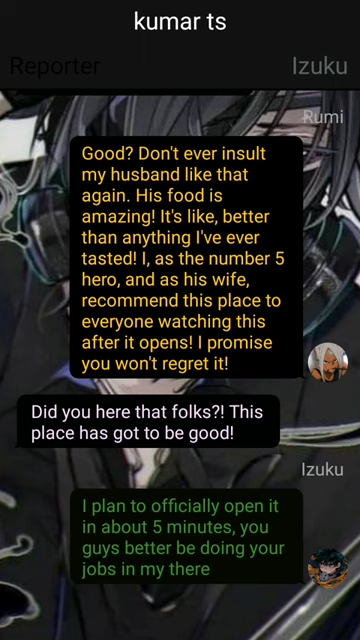 kumar ts
Reporter
Izuku
Rumi
Good? Don't ever insult
my husband like that
again. His food is
amazing! It's like, better
than anything I've ever
tasted! I, as the number 5
hero, and as his wife,
recommend this place to
everyone watching this
after it opens! I promise
you won't regret it!
Did you here that folks?! This
place has got to be good!
Izuku
I plan to officially open it
in about 5 minutes, you
guys better be doing your
jobs in my there